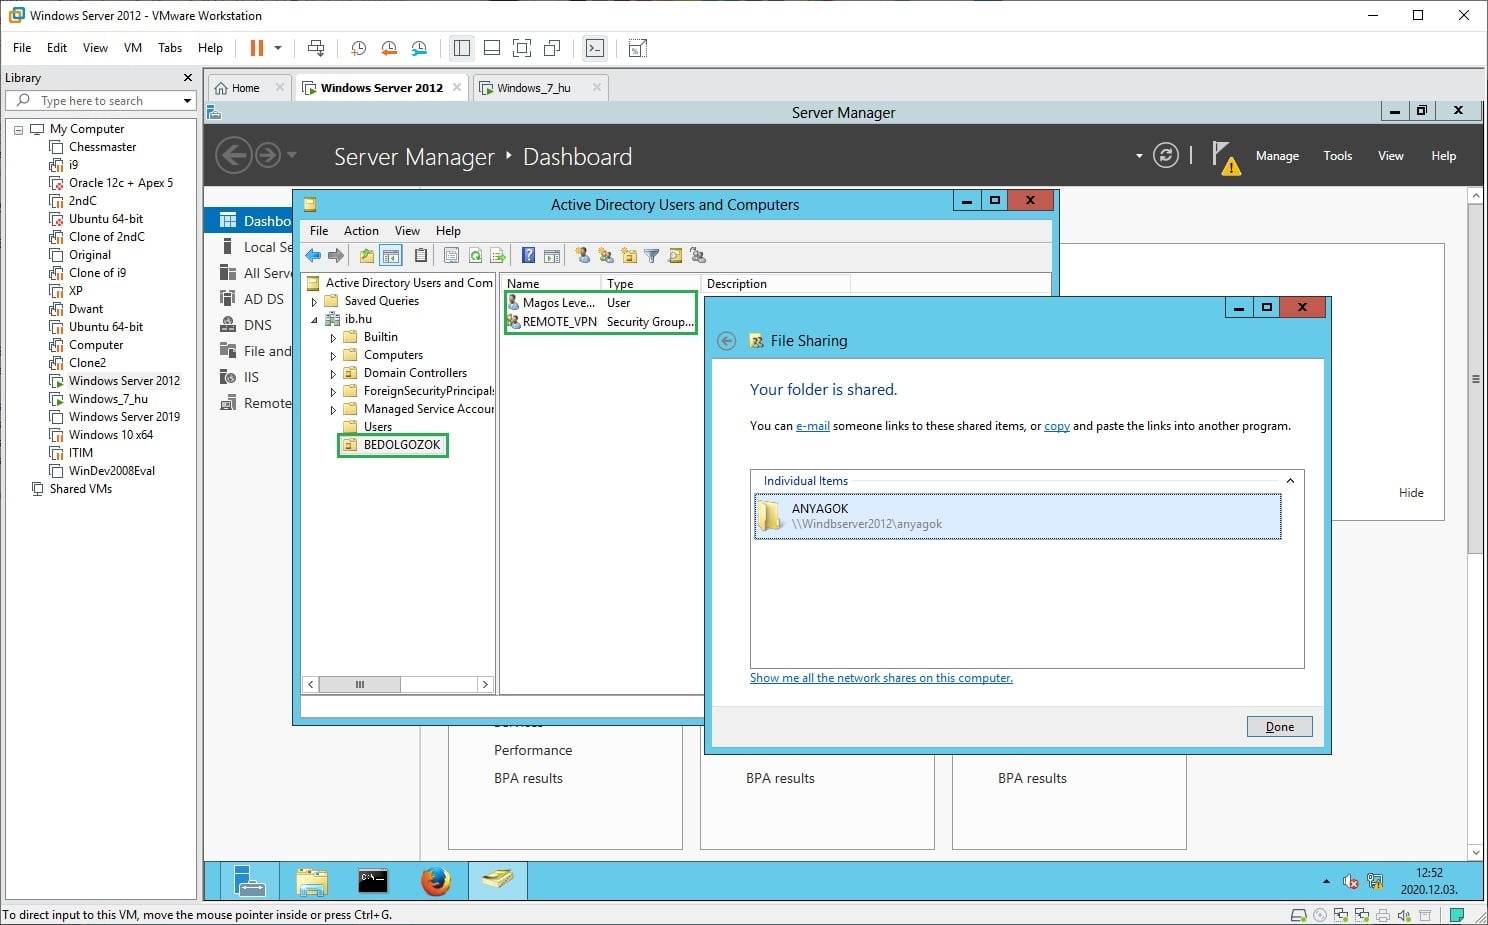 Windows Server 2012 - VMware Workstation
File Edit View VM Tabs Help
Library
Type here to search
My Computer
Chessmaster
i9
Oracle 12c + Apex 5
2ndC
Ubuntu 64-bit
Clone of 2ndC
Original
Clone of i9
XP
Dwant
Ubuntu 64-bit
Computer
Clone2
Windows Server 2012
Windows_7_hu
Windows Server 2019
Windows 10 x64
ITIM
WinDev2008Eval
Shared VMs
Home Windows Server 2012 Windows_7_hu
Server Manager
Server Manager Dashboard
Manage Tools View Help
Dashbo
Local Se
All Serve
AD DS
DNS
File and
IIS
Remote
Active Directory Users and Computers
File Action View Help
Active Directory Users and Com
Saved Queries
ib.hu
Builtin
Computers
Domain Controllers
ForeignSecurityPrincipals
Managed Service Accour
Users
BEDOLGOZOK
Name Type Description
Magos Leve... User
REMOTE_VPN Security Group...
File Sharing
Your folder is shared.
You can e-mail someone links to these shared items, or copy and paste the links into another program.
Individual Items
ANYAGOK
\\Windbserver2012\anyagok
Show me all the network shares on this computer.
Done
Hide
Services
Performance
BPA results
BPA results
BPA results
C:\
12:52
2020.12.03.
To direct input to this VM, move the mouse pointer inside or press Ctrl+G.